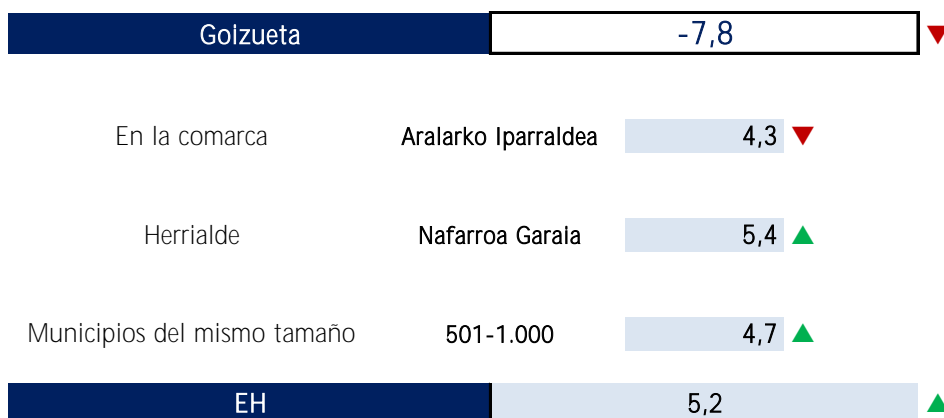 Goizueta -7,8 ▼
En la comarca Aralarko Iparraldea 4,3 ▼
Herrialde Nafarroa Garaia 5,4 ▲
Municipios del mismo tamaño 501-1.000 4,7 ▲
EH 5,2 ▲